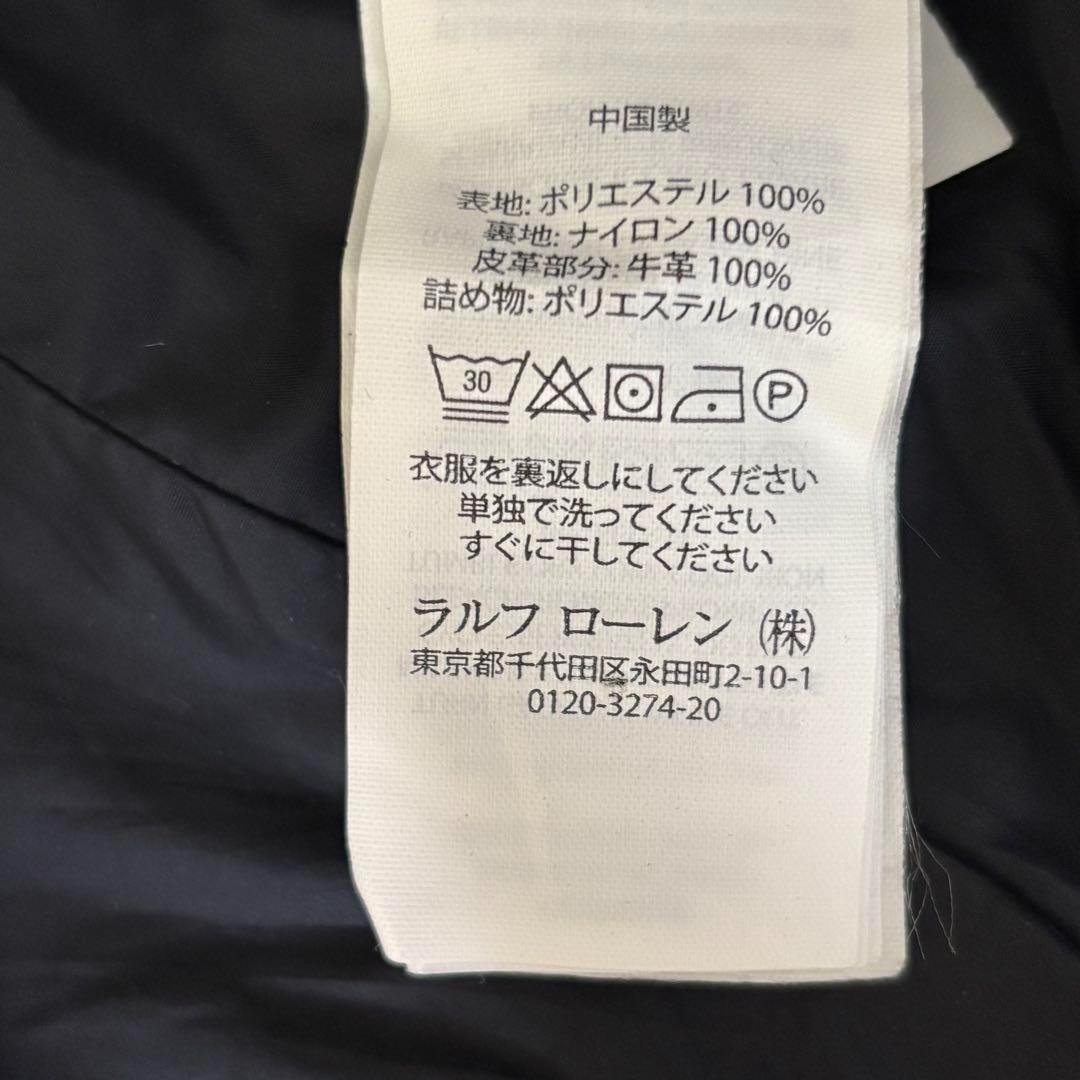 中国製
表地: ポリエステル 100%
裏地: ナイロン 100%
皮革部分: 牛革 100%
詰め物: ポリエステル 100%
30
P
衣服を裏返しにしてください
単独で洗ってください
すぐに干してください
ラルフ ローレン (株)
東京都千代田区永田町2-10-1
0120-3274-20